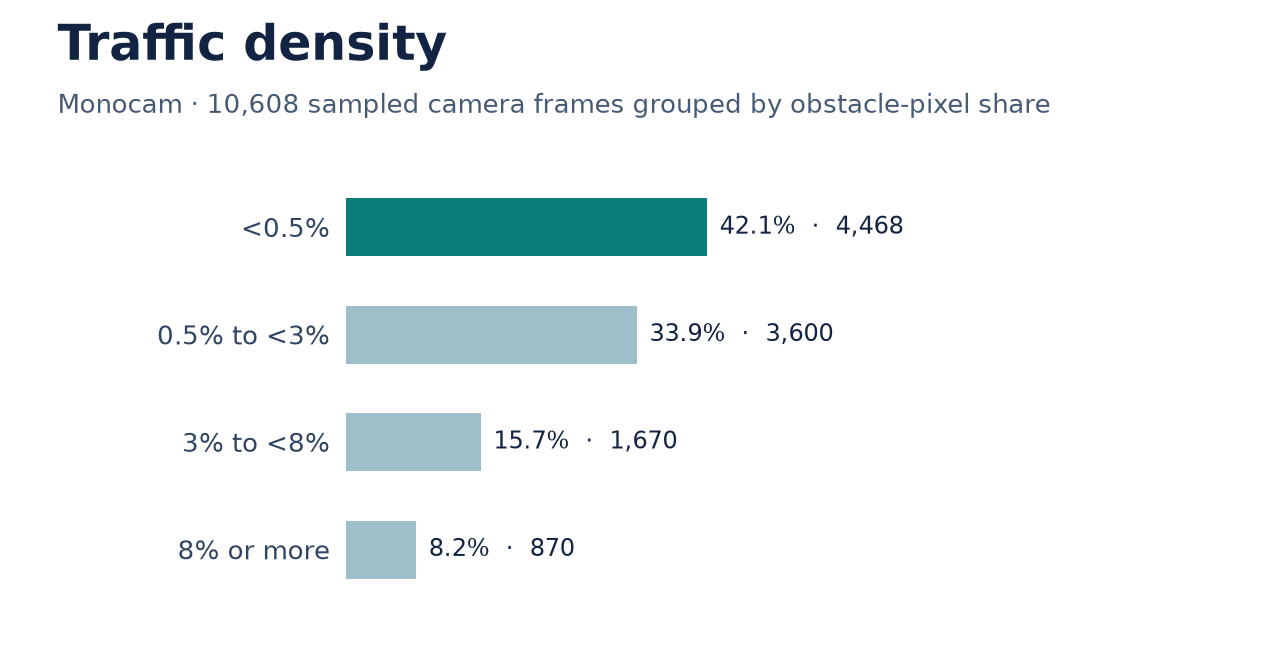 Traffic density
Monocam · 10,608 sampled camera frames grouped by obstacle-pixel share
<0.5% 42.1% · 4,468
0.5% to <3% 33.9% · 3,600
3% to <8% 15.7% · 1,670
8% or more 8.2% · 870